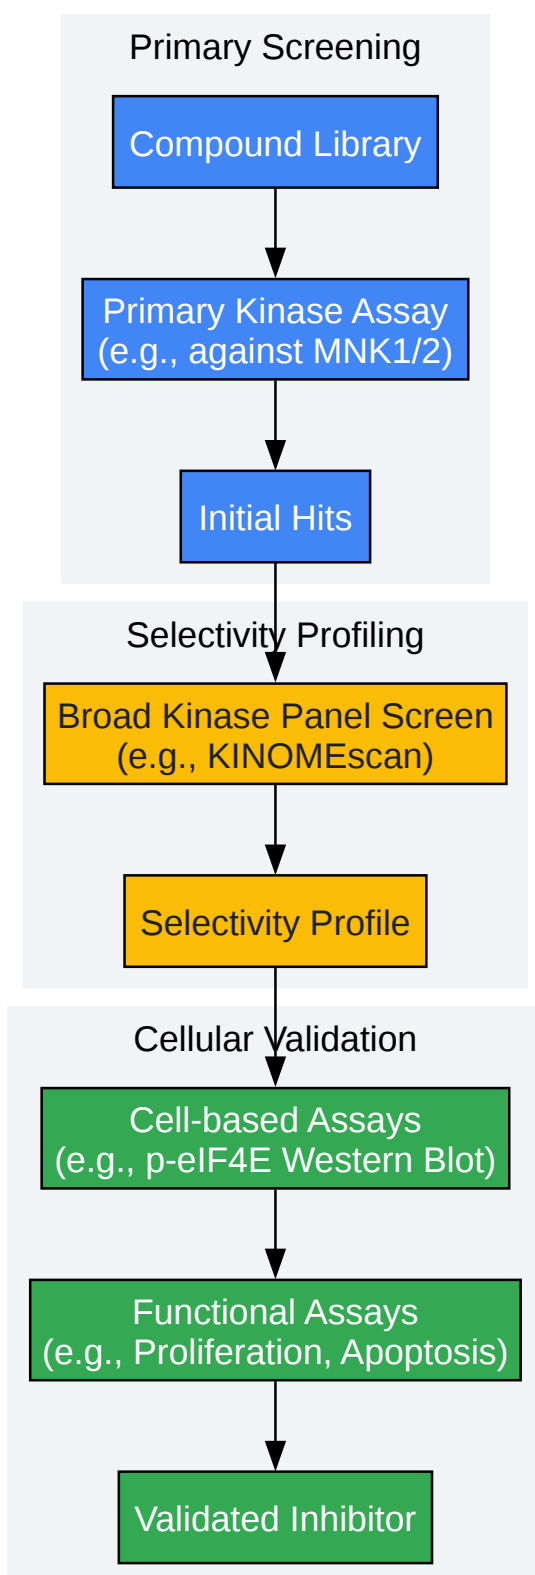 Primary Screening
Compound Library
Primary Kinase Assay
(e.g., against MNK1/2)
Initial Hits
Selectivity Profiling
Broad Kinase Panel Screen
(e.g., KINOMEscan)
Selectivity Profile
Cellular Validation
Cell-based Assays
(e.g., p-eIF4E Western Blot)
Functional Assays
(e.g., Proliferation, Apoptosis)
Validated Inhibitor